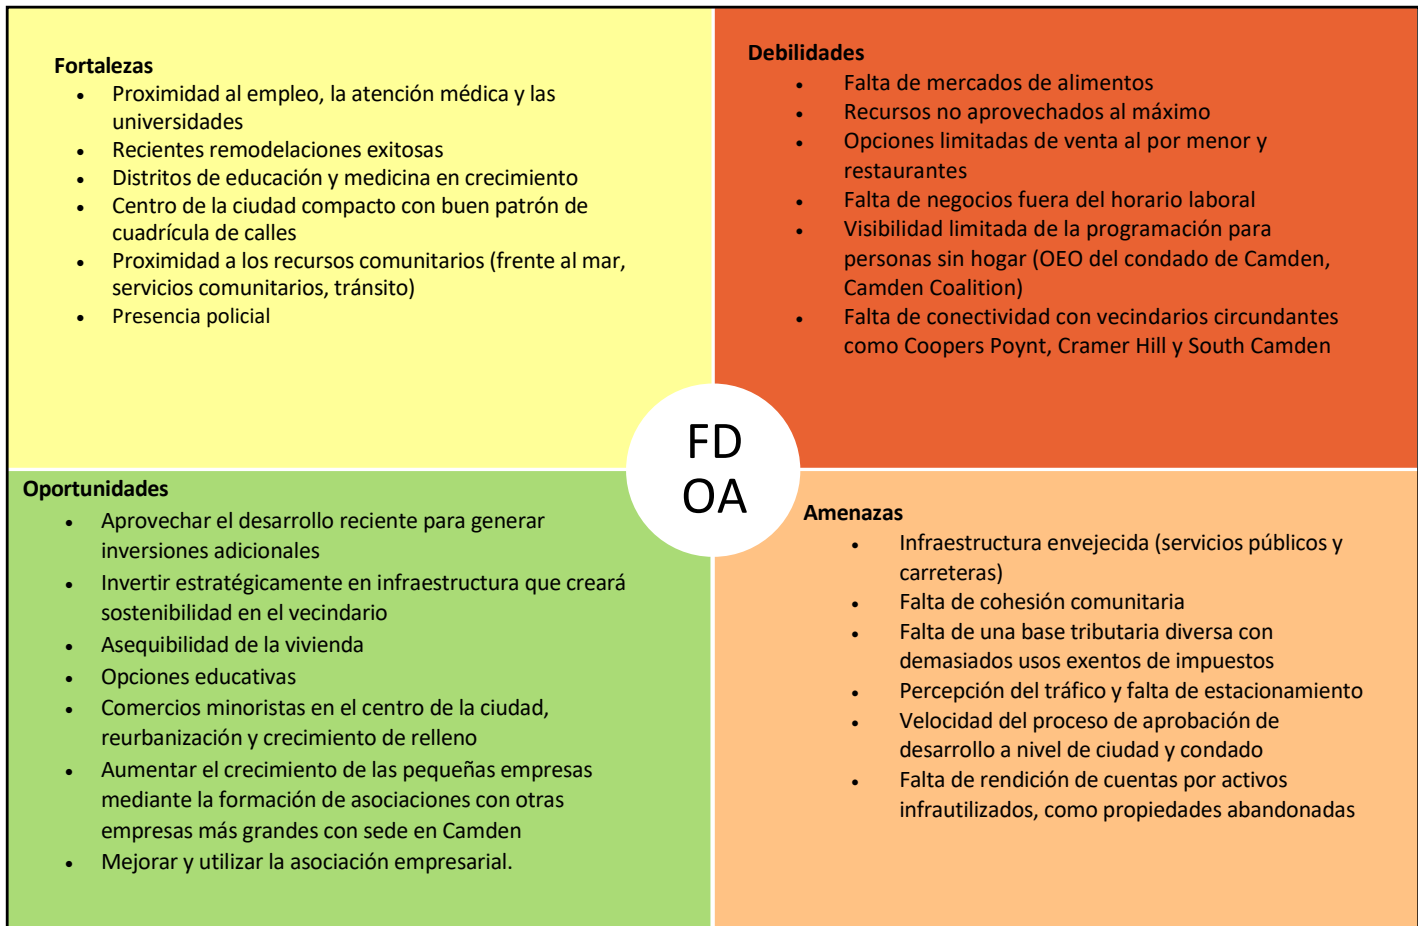 Fortalezas
• Proximidad al empleo, la atención médica y las
universidades
• Recientes remodelaciones exitosas
• Distritos de educación y medicina en crecimiento
• Centro de la ciudad compacto con buen patrón de
cuadrícula de calles
• Proximidad a los recursos comunitarios (frente al mar,
servicios comunitarios, tránsito)
• Presencia policial
Debilidades
• Falta de mercados de alimentos
• Recursos no aprovechados al máximo
• Opciones limitadas de venta al por menor y
restaurantes
• Falta de negocios fuera del horario laboral
• Visibilidad limitada de la programación para
personas sin hogar (OEO del condado de Camden,
Camden Coalition)
• Falta de conectividad con vecindarios circundantes
como Coopers Poynt, Cramer Hill y South Camden
FD
OA
Oportunidades
• Aprovechar el desarrollo reciente para generar
inversiones adicionales
• Invertir estratégicamente en infraestructura que creará
sostenibilidad en el vecindario
• Asequibilidad de la vivienda
• Opciones educativas
• Comercios minoristas en el centro de la ciudad,
reurbanización y crecimiento de relleno
• Aumentar el crecimiento de las pequeñas empresas
mediante la formación de asociaciones con otras
empresas más grandes con sede en Camden
• Mejorar y utilizar la asociación empresarial.
Amenazas
• Infraestructura envejecida (servicios públicos y
carreteras)
• Falta de cohesión comunitaria
• Falta de una base tributaria diversa con
demasiados usos exentos de impuestos
• Percepción del tráfico y falta de estacionamiento
• Velocidad del proceso de aprobación de
desarrollo a nivel de ciudad y condado
• Falta de rendición de cuentas por activos
infrautilizados, como propiedades abandonadas